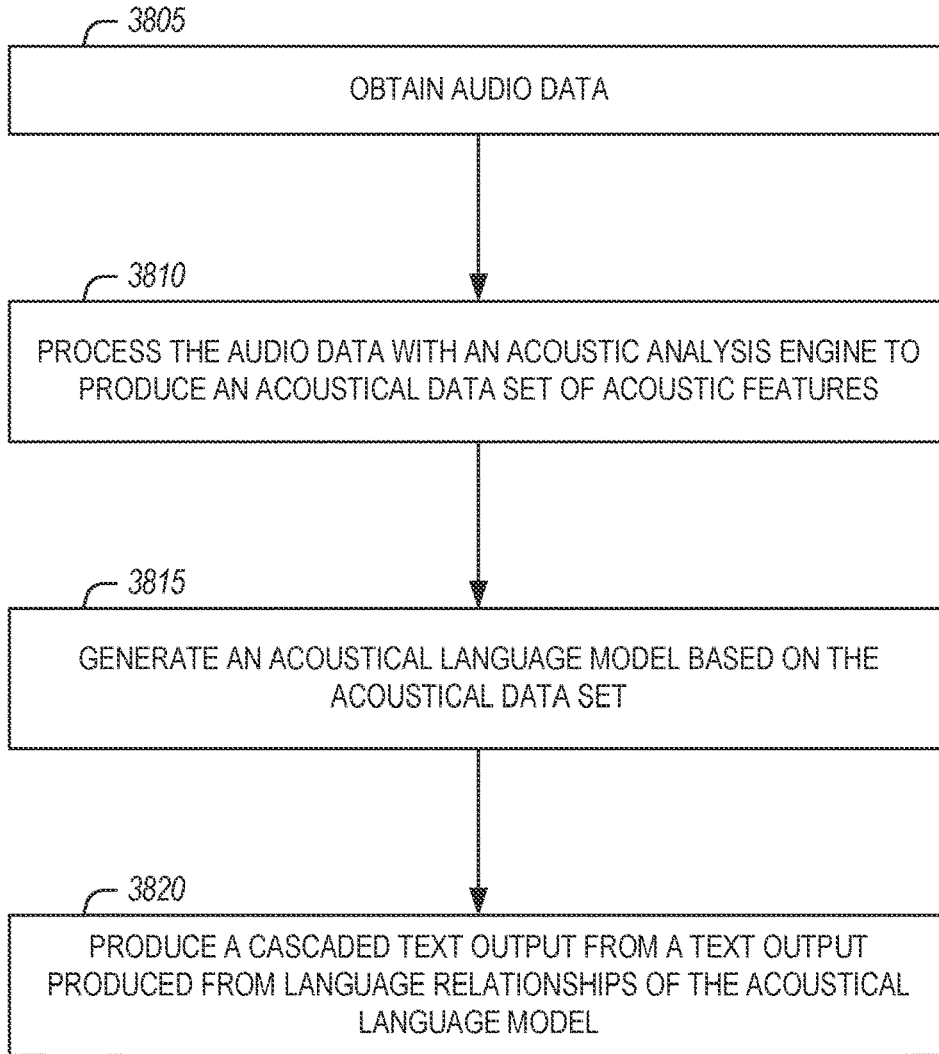 3805
OBTAIN AUDIO DATA
3810
PROCESS THE AUDIO DATA WITH AN ACOUSTIC ANALYSIS ENGINE TO
PRODUCE AN ACOUSTICAL DATA SET OF ACOUSTIC FEATURES
3815
GENERATE AN ACOUSTICAL LANGUAGE MODEL BASED ON THE
ACOUSTICAL DATA SET
3820
PRODUCE A CASCADED TEXT OUTPUT FROM A TEXT OUTPUT
PRODUCED FROM LANGUAGE RELATIONSHIPS OF THE ACOUSTICAL
LANGUAGE MODEL